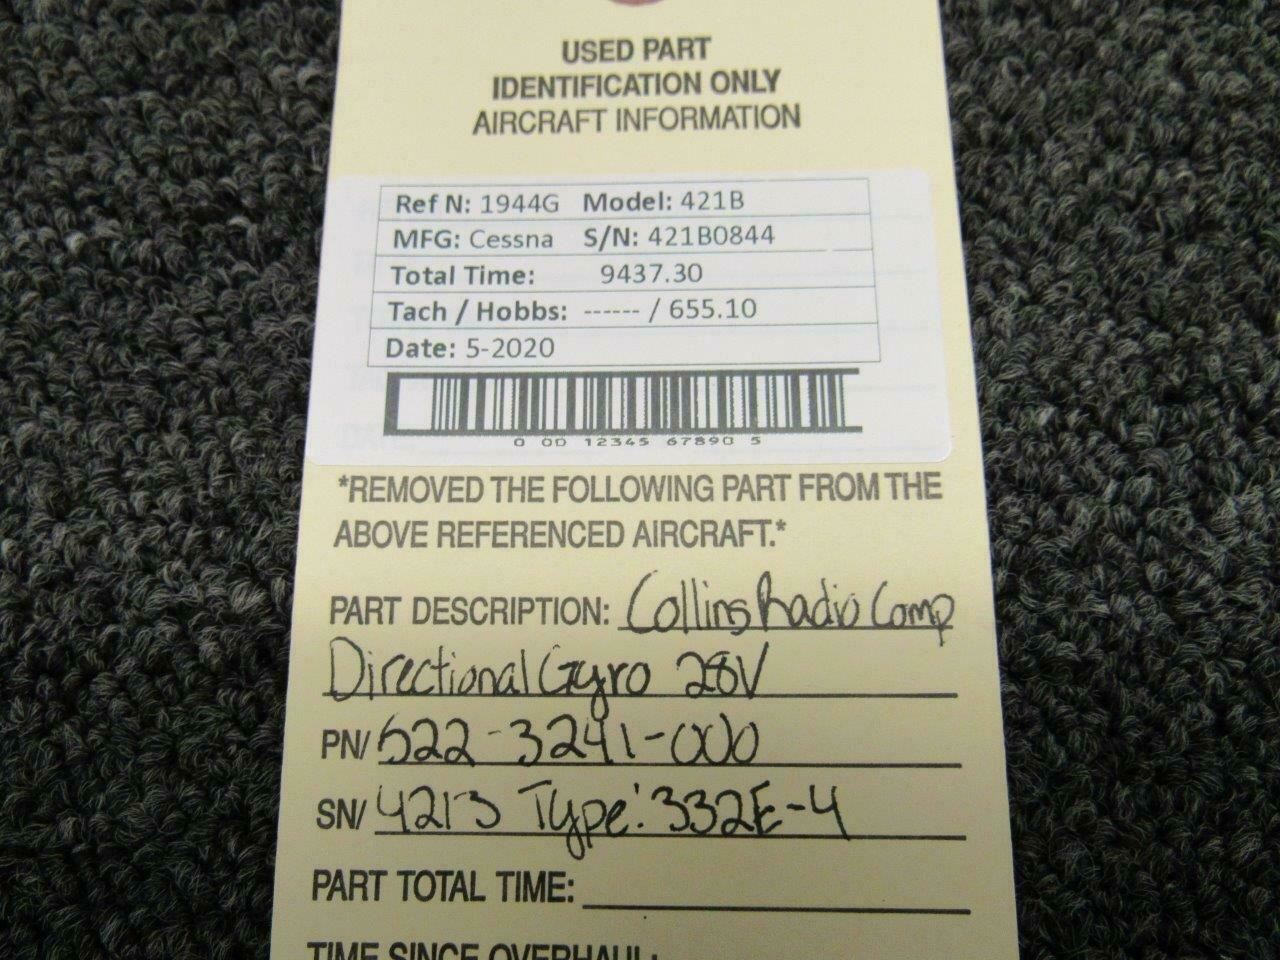 USED PART
IDENTIFICATION ONLY
AIRCRAFT INFORMATION
Ref N: 1944G Model: 421B
MFG: Cessna S/N: 421B0844
Total Time: 9437.30
Tach / Hobbs: ------ / 655.10
Date: 5-2020
0 00 12345 67890 5
*REMOVED THE FOLLOWING PART FROM THE
ABOVE REFERENCED AIRCRAFT.*
PART DESCRIPTION: Collins Radio Comp
Directional Gyro 28V
PN/ 522-3241-000
SN/ 4213 Type: 332E-4
PART TOTAL TIME:
TIME SINCE OVERHAUL: